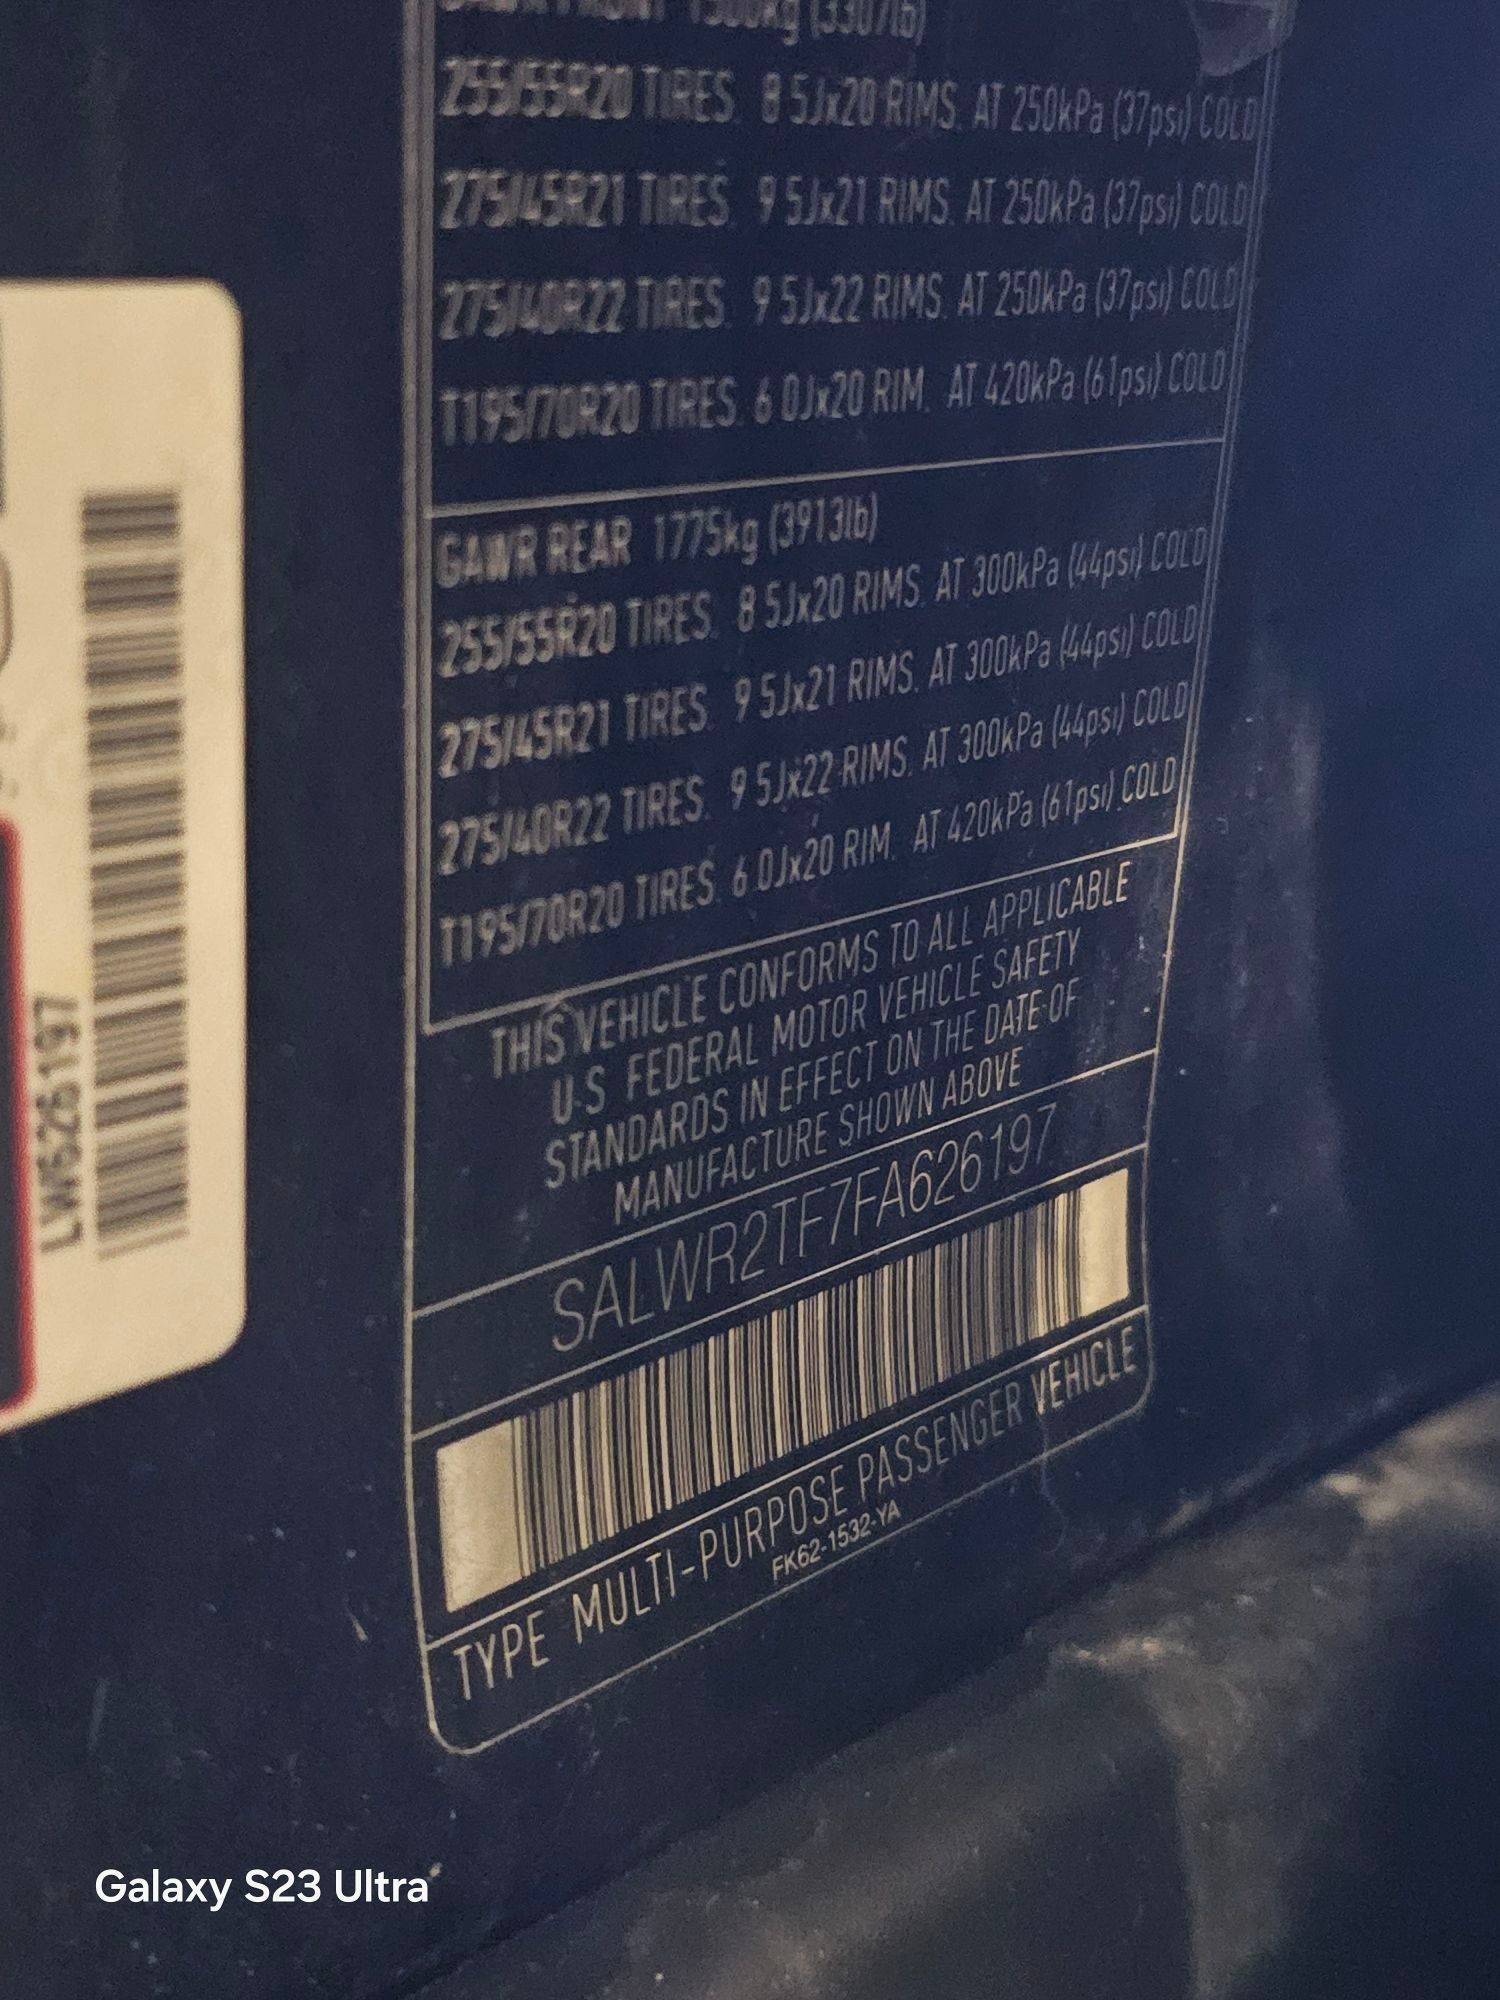 GAWR FRONT 1500kg (3307lb)
255/55R20 TIRES. 8 5Jx20 RIMS. AT 250kPa (37psi) COLD
275/45R21 TIRES. 9 5Jx21 RIMS. AT 250kPa (37psi) COLD
275/40R22 TIRES. 9 5Jx22 RIMS. AT 250kPa (37psi) COLD
T195/70R20 TIRES. 6 0Jx20 RIM. AT 420kPa (61psi) COLD
GAWR REAR 1775kg (3913lb)
255/55R20 TIRES. 8 5Jx20 RIMS. AT 300kPa (44psi) COLD
275/45R21 TIRES. 9 5Jx21 RIMS. AT 300kPa (44psi) COLD
275/40R22 TIRES. 9 5Jx22 RIMS. AT 300kPa (44psi) COLD
T195/70R20 TIRES. 6 0Jx20 RIM. AT 420kPa (61psi) COLD
THIS VEHICLE CONFORMS TO ALL APPLICABLE
U.S FEDERAL MOTOR VEHICLE SAFETY
STANDARDS IN EFFECT ON THE DATE OF
MANUFACTURE SHOWN ABOVE
SALWR2TF7FA626197
TYPE MULTI-PURPOSE PASSENGER VEHICLE
FK62-1532-YA
LW626197
Galaxy S23 Ultra